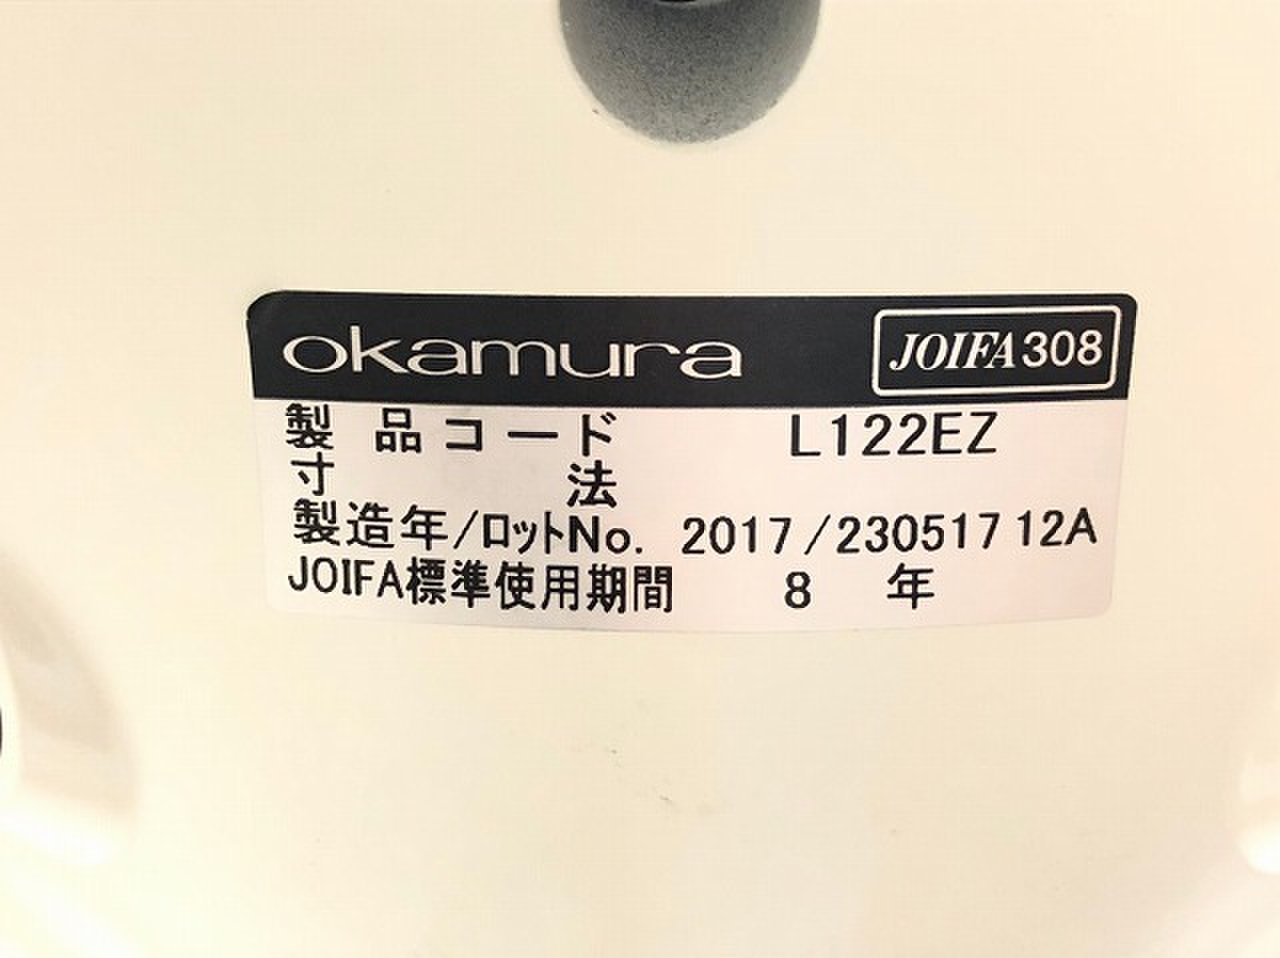 okamura JOIFA308
製品コード L122EZ
寸法
製造年/ロットNo. 2017/230517 12A
JOIFA標準使用期間 8 年